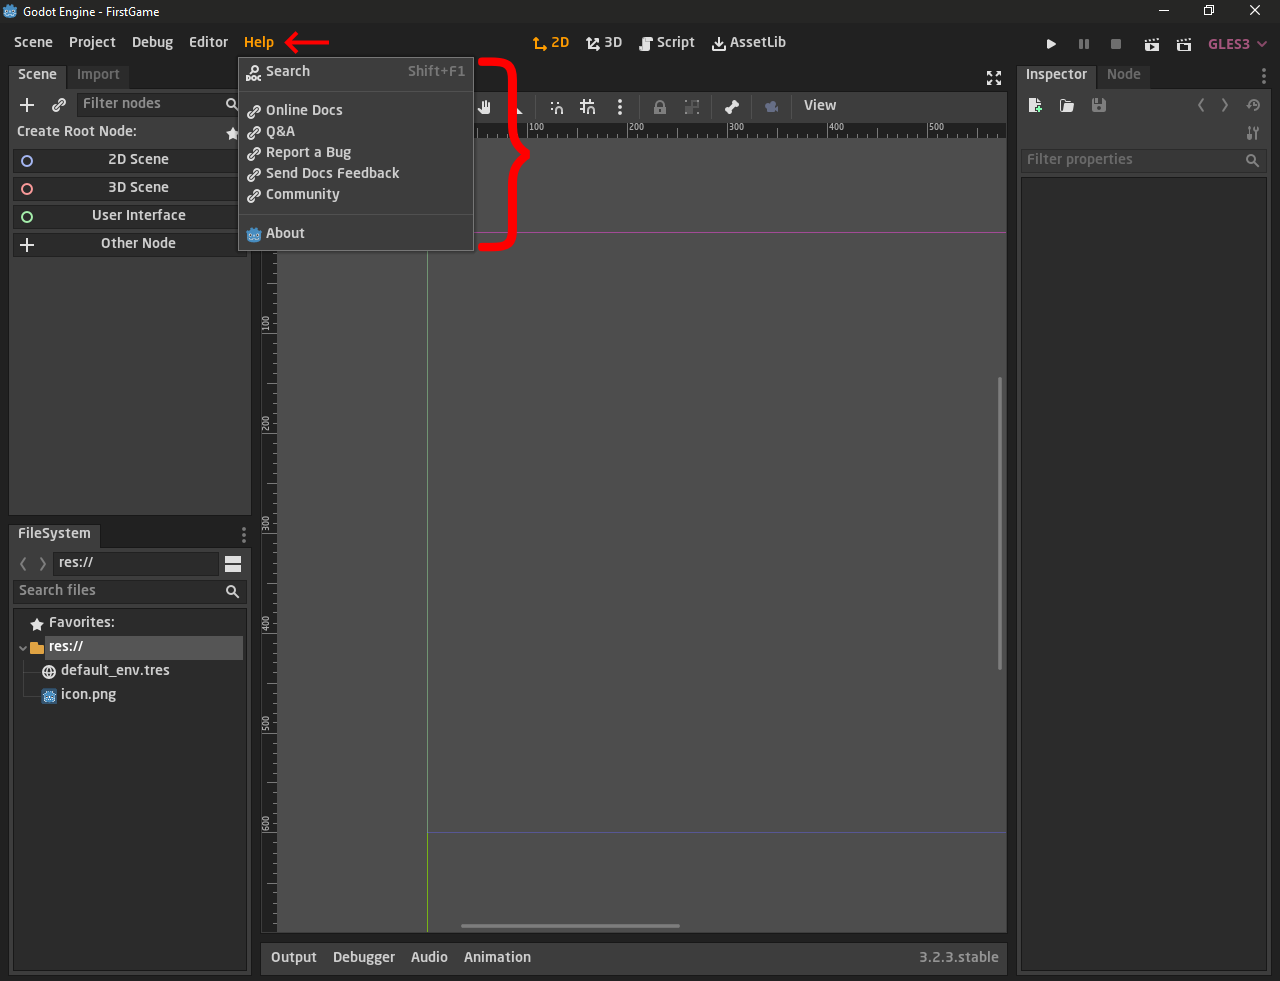 Godot Engine - FirstGame
Scene Project Debug Editor Help
2D 3D Script AssetLib
GLES3
Scene Import
Filter nodes
Create Root Node:
2D Scene
3D Scene
User Interface
Other Node
Search Shift+F1
Online Docs
Q&A
Report a Bug
Send Docs Feedback
Community
About
View
100 200 300 400 500
100
200
300
400
500
600
Inspector Node
Filter properties
FileSystem
res://
Search files
Favorites:
res://
default_env.tres
icon.png
Output Debugger Audio Animation 3.2.3.stable